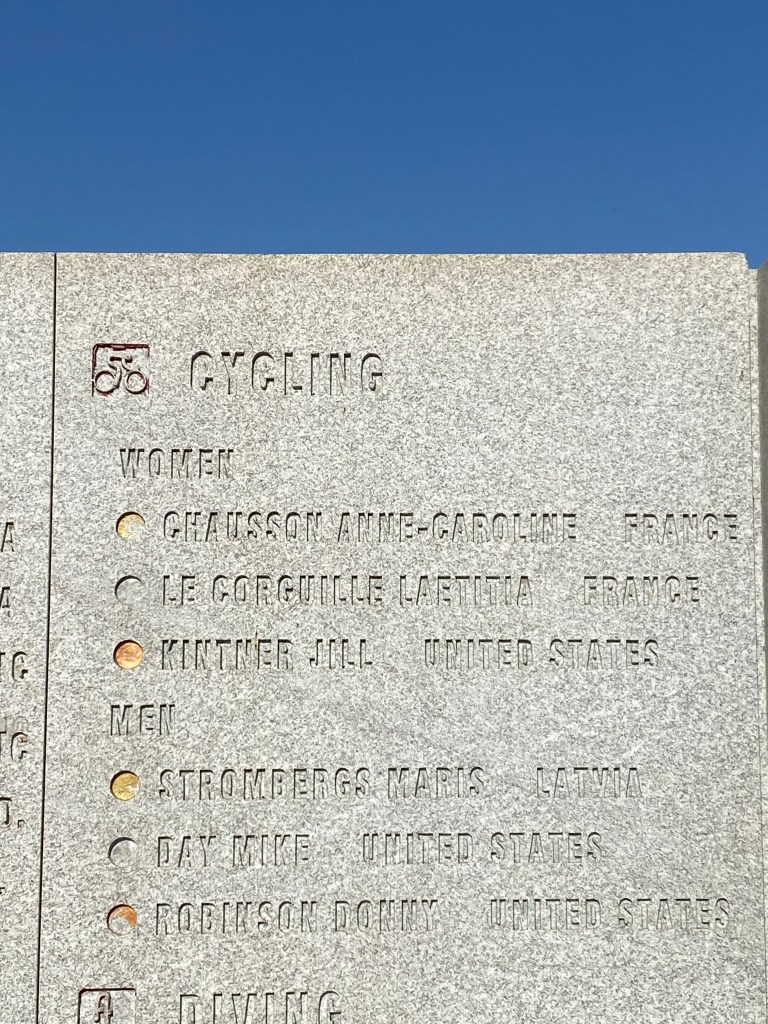 CYCLING
WOMEN
CHAUSSON ANNE-CAROLINE FRANCE
LE CORGUILLE LAETITIA FRANCE
KINTNER JILL UNITED STATES
MEN
STROMBERGS MARIS LATVIA
DAY MIKE UNITED STATES
ROBINSON DONNY UNITED STATES
DIVING